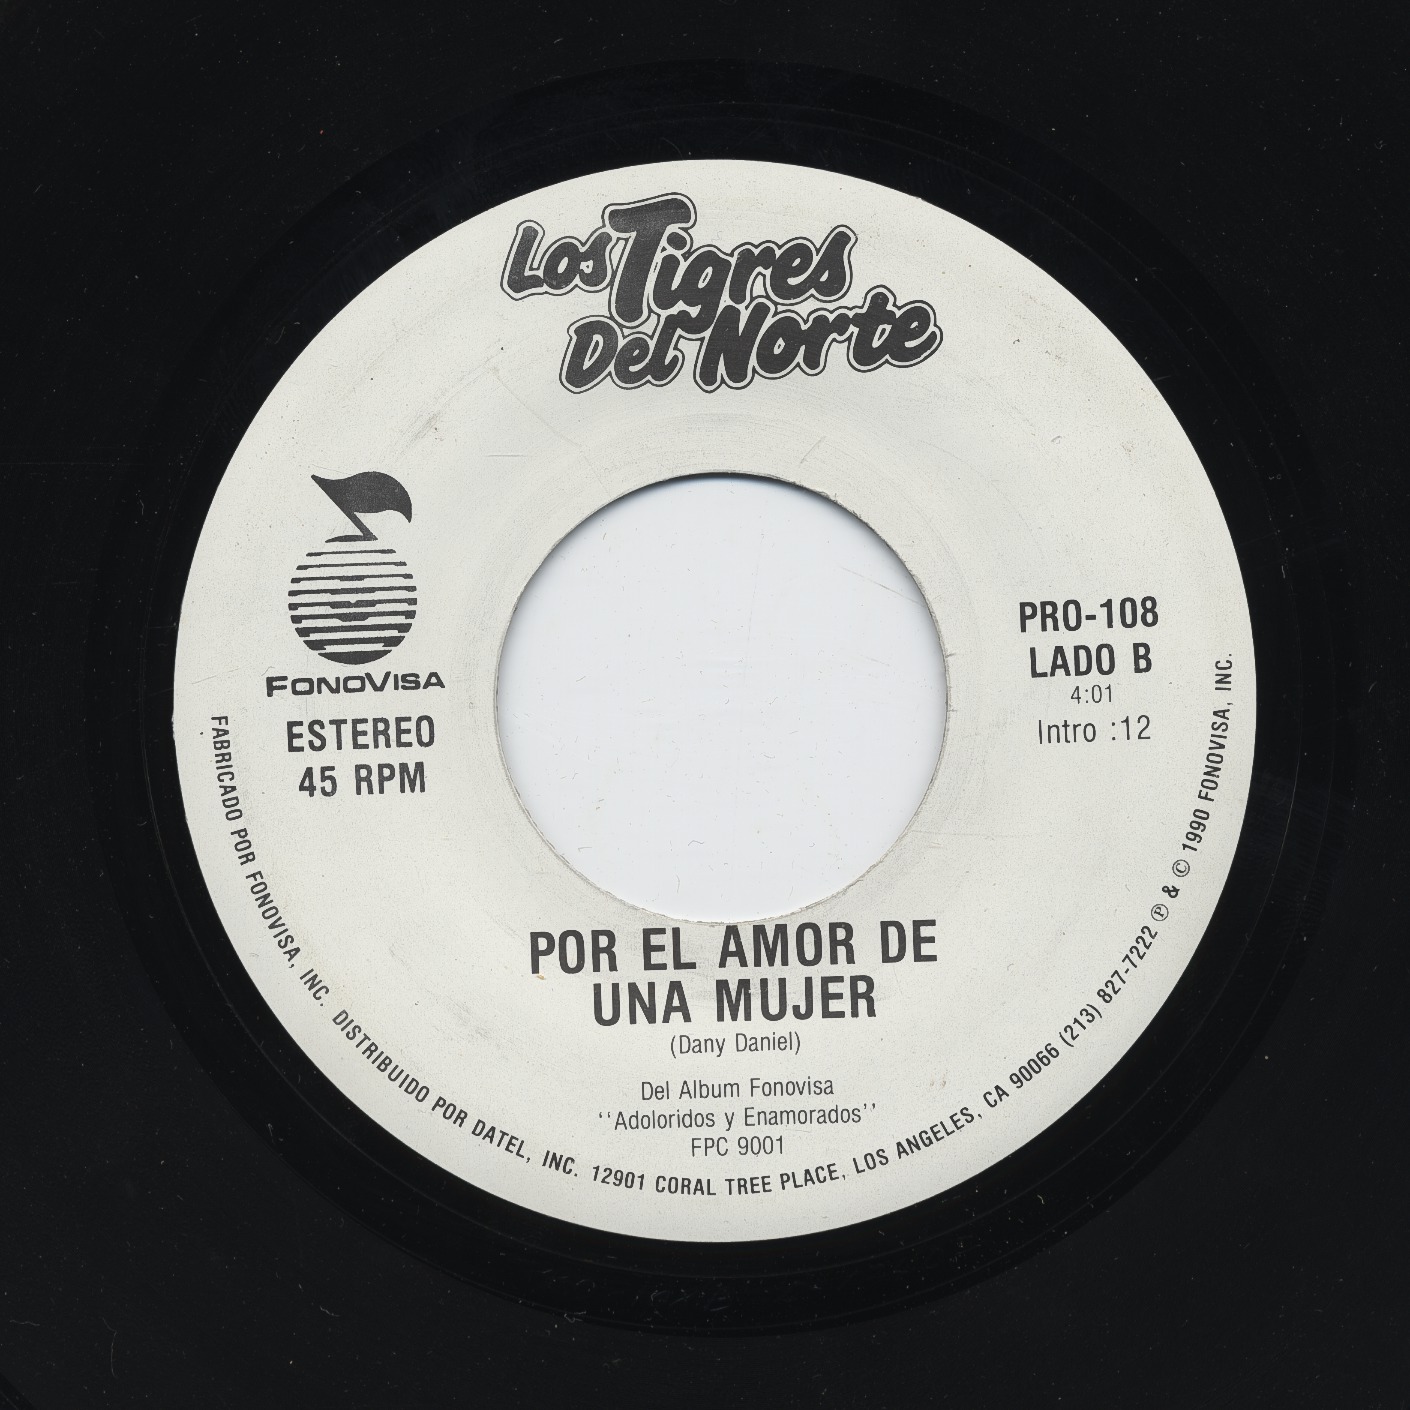 Los Tigres
Del Norte
FONOVISA
ESTEREO
45 RPM
PRO-108
LADO B
4:01
Intro :12
POR EL AMOR DE
UNA MUJER
(Dany Daniel)
Del Album Fonovisa
‘‘Adoloridos y Enamorados’’
FPC 9001
FABRICADO POR FONOVISA, INC. DISTRIBUIDO POR DATEL, INC. 12901 CORAL TREE PLACE, LOS ANGELES, CA 90066 (213) 827-7222 ℗ & © 1990 FONOVISA, INC.